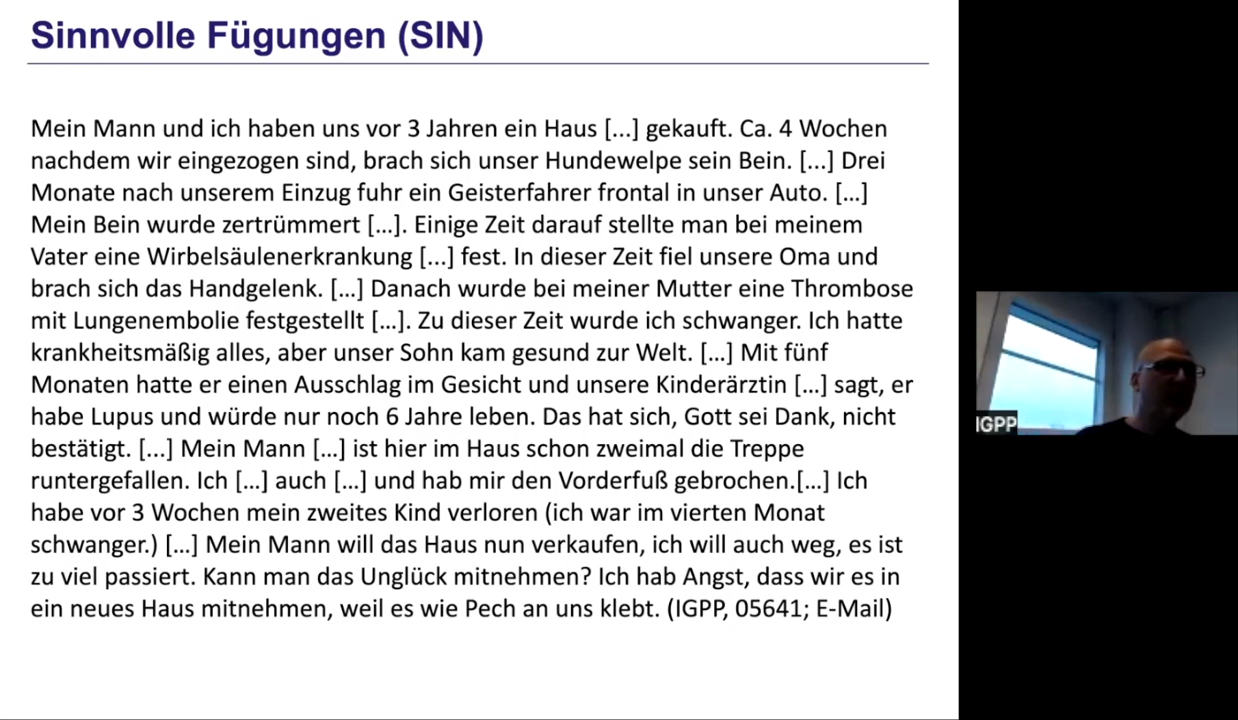 Sinnvolle Fügungen (SIN)
Mein Mann und ich haben uns vor 3 Jahren ein Haus [...] gekauft. Ca. 4 Wochen
nachdem wir eingezogen sind, brach sich unser Hundewelpe sein Bein. [...] Drei
Monate nach unserem Einzug fuhr ein Geisterfahrer frontal in unser Auto. [...]
Mein Bein wurde zertrümmert [...]. Einige Zeit darauf stellte man bei meinem
Vater eine Wirbelsäulenerkrankung [...] fest. In dieser Zeit fiel unsere Oma und
brach sich das Handgelenk. [...] Danach wurde bei meiner Mutter eine Thrombose
mit Lungenembolie festgestellt [...]. Zu dieser Zeit wurde ich schwanger. Ich hatte
krankheitsmäßig alles, aber unser Sohn kam gesund zur Welt. [...] Mit fünf
Monaten hatte er einen Ausschlag im Gesicht und unsere Kinderärztin [...] sagt, er
habe Lupus und würde nur noch 6 Jahre leben. Das hat sich, Gott sei Dank, nicht
bestätigt. [...] Mein Mann [...] ist hier im Haus schon zweimal die Treppe
runtergefallen. Ich [...] auch [...] und hab mir den Vorderfuß gebrochen.[...] Ich
habe vor 3 Wochen mein zweites Kind verloren (ich war im vierten Monat
schwanger.) [...] Mein Mann will das Haus nun verkaufen, ich will auch weg, es ist
zu viel passiert. Kann man das Unglück mitnehmen? Ich hab Angst, dass wir es in
ein neues Haus mitnehmen, weil es wie Pech an uns klebt. (IGPP, 05641; E-Mail)
IGPP